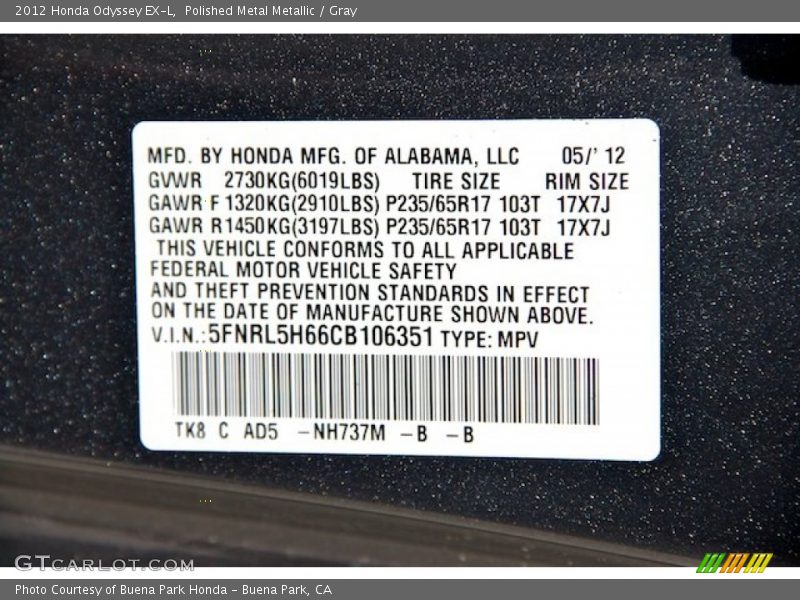 2012 Honda Odyssey EX-L,  Polished Metal Metallic / Gray
MFD. BY HONDA MFG. OF ALABAMA, LLC 05/' 12
GVWR 2730KG(6019LBS) TIRE SIZE RIM SIZE
GAWR F 1320KG(2910LBS) P235/65R17 103T 17X7J
GAWR R1450KG(3197LBS) P235/65R17 103T 17X7J
THIS VEHICLE CONFORMS TO ALL APPLICABLE
FEDERAL MOTOR VEHICLE SAFETY
AND THEFT PREVENTION STANDARDS IN EFFECT
ON THE DATE OF MANUFACTURE SHOWN ABOVE.
V.I.N.:5FNRL5H66CB106351 TYPE: MPV
TK8 C AD5 -NH737M -B -B
GTCARLOT.COM
Photo Courtesy of Buena Park Honda - Buena Park, CA